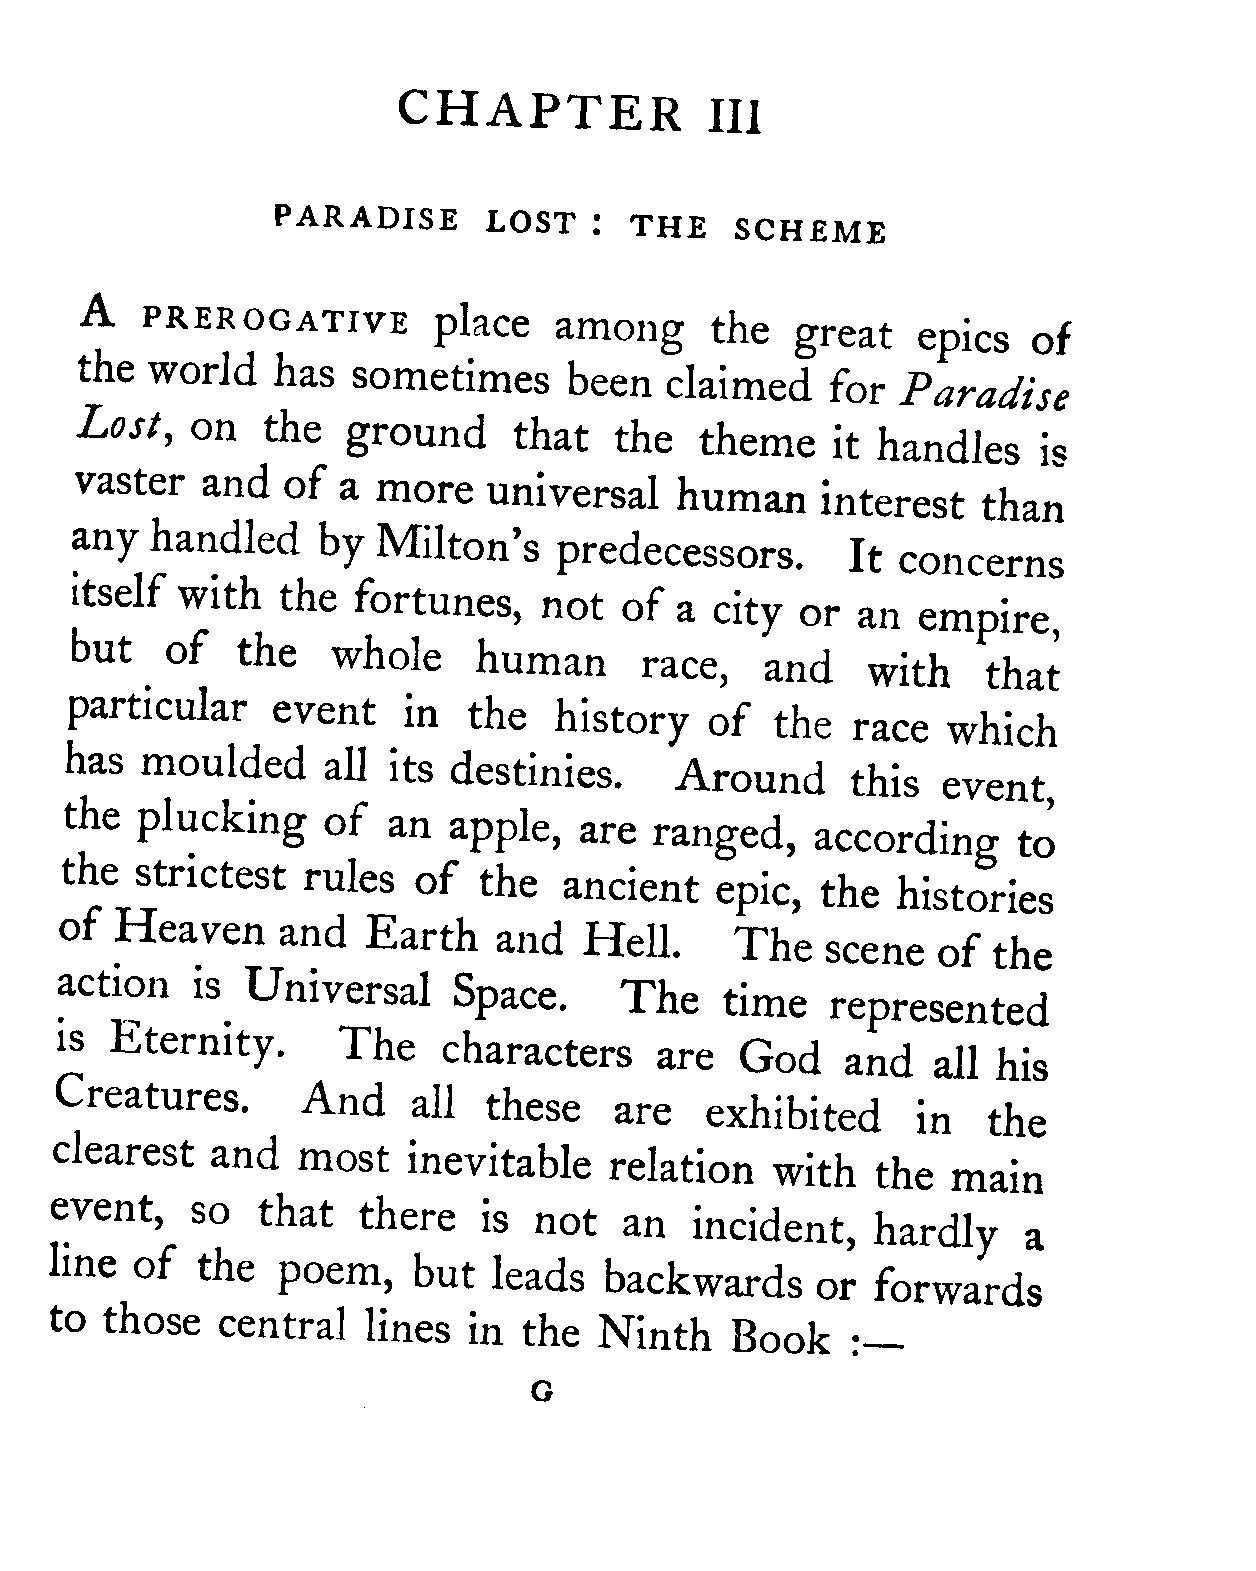 CHAPTER III
PARADISE LOST : THE SCHEME
A PREROGATIVE place among the great epics of
the world has sometimes been claimed for Paradise
Lost, on the ground that the theme it handles is
vaster and of a more universal human interest than
any handled by Milton's predecessors. It concerns
itself with the fortunes, not of a city or an empire,
but of the whole human race, and with that
particular event in the history of the race which
has moulded all its destinies. Around this event,
the plucking of an apple, are ranged, according to
the strictest rules of the ancient epic, the histories
of Heaven and Earth and Hell. The scene of the
action is Universal Space. The time represented
is Eternity. The characters are God and all his
Creatures. And all these are exhibited in the
clearest and most inevitable relation with the main
event, so that there is not an incident, hardly a
line of the poem, but leads backwards or forwards
to those central lines in the Ninth Book :—
G